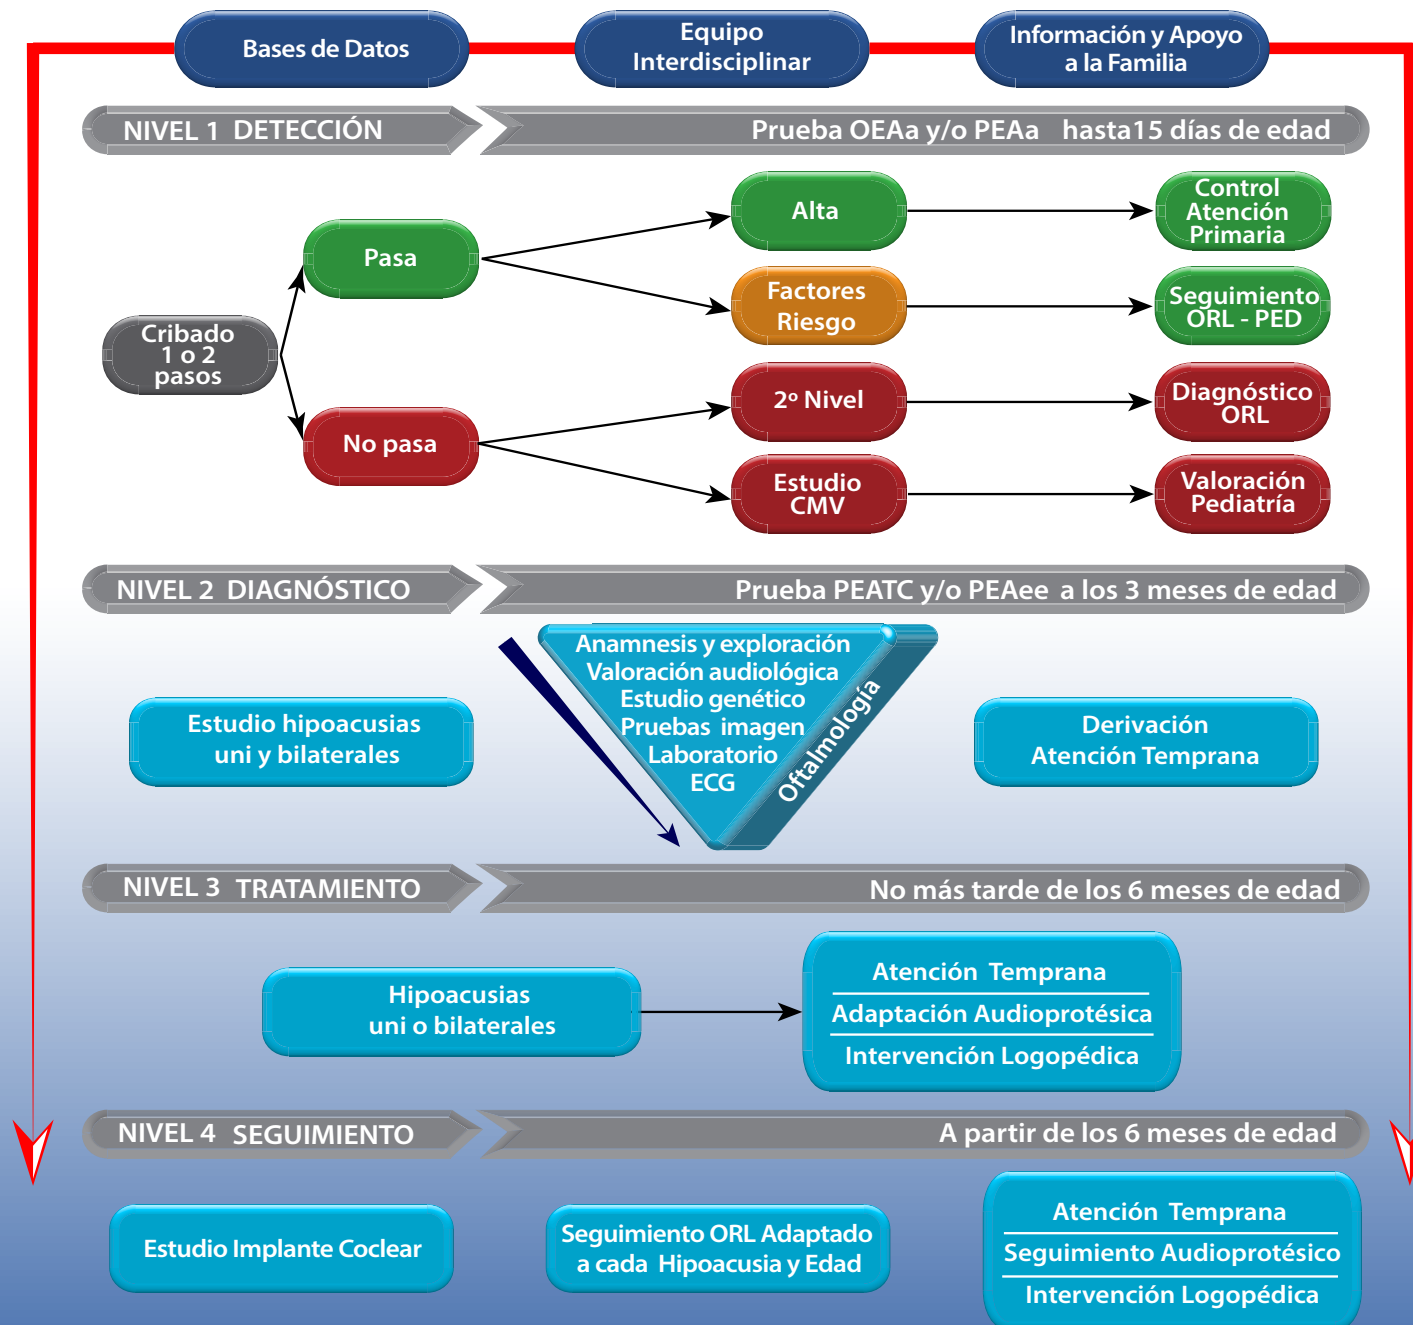 Bases de Datos
Equipo
Interdisciplinar
Información y Apoyo
a la Familia
NIVEL 1 DETECCIÓN
Prueba OEAa y/o PEAa hasta15 días de edad
Cribado
1 o 2
pasos
Pasa
No pasa
Alta
Control
Atención
Primaria
Factores
Riesgo
Seguimiento
ORL - PED
2º Nivel
Diagnóstico
ORL
Estudio
CMV
Valoración
Pediatría
NIVEL 2 DIAGNÓSTICO
Prueba PEATC y/o PEAee a los 3 meses de edad
Estudio hipoacusias
uni y bilaterales
Anamnesis y exploración
Valoración audiológica
Estudio genético
Pruebas imagen
Laboratorio
ECG
Oftalmología
Derivación
Atención Temprana
NIVEL 3 TRATAMIENTO
No más tarde de los 6 meses de edad
Hipoacusias
uni o bilaterales
Atención Temprana
Adaptación Audioprotésica
Intervención Logopédica
NIVEL 4 SEGUIMIENTO
A partir de los 6 meses de edad
Estudio Implante Coclear
Seguimiento ORL Adaptado
a cada Hipoacusia y Edad
Atención Temprana
Seguimiento Audioprotésico
Intervención Logopédica